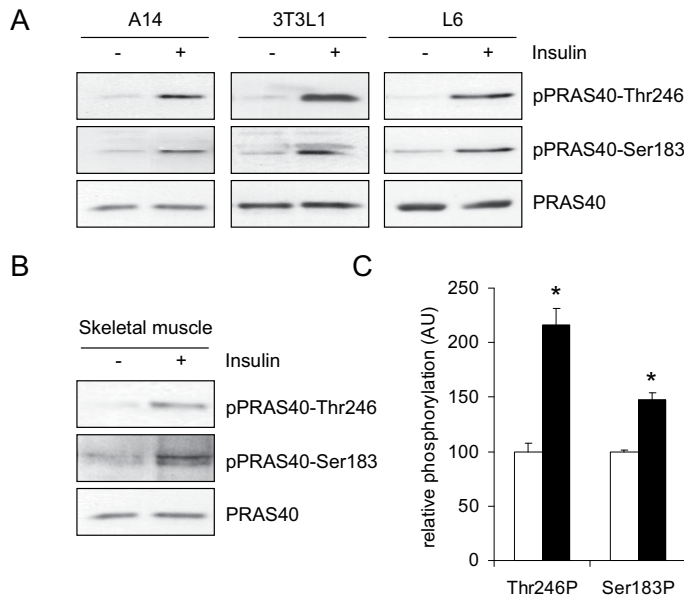 A
A14 3T3L1 L6
- + - + - + Insulin
pPRAS40-Thr246
pPRAS40-Ser183
PRAS40
B
Skeletal muscle
- + Insulin
pPRAS40-Thr246
pPRAS40-Ser183
PRAS40
C
relative phosphorylation (AU)
250
200
150
100
50
0
*
*
Thr246P Ser183P